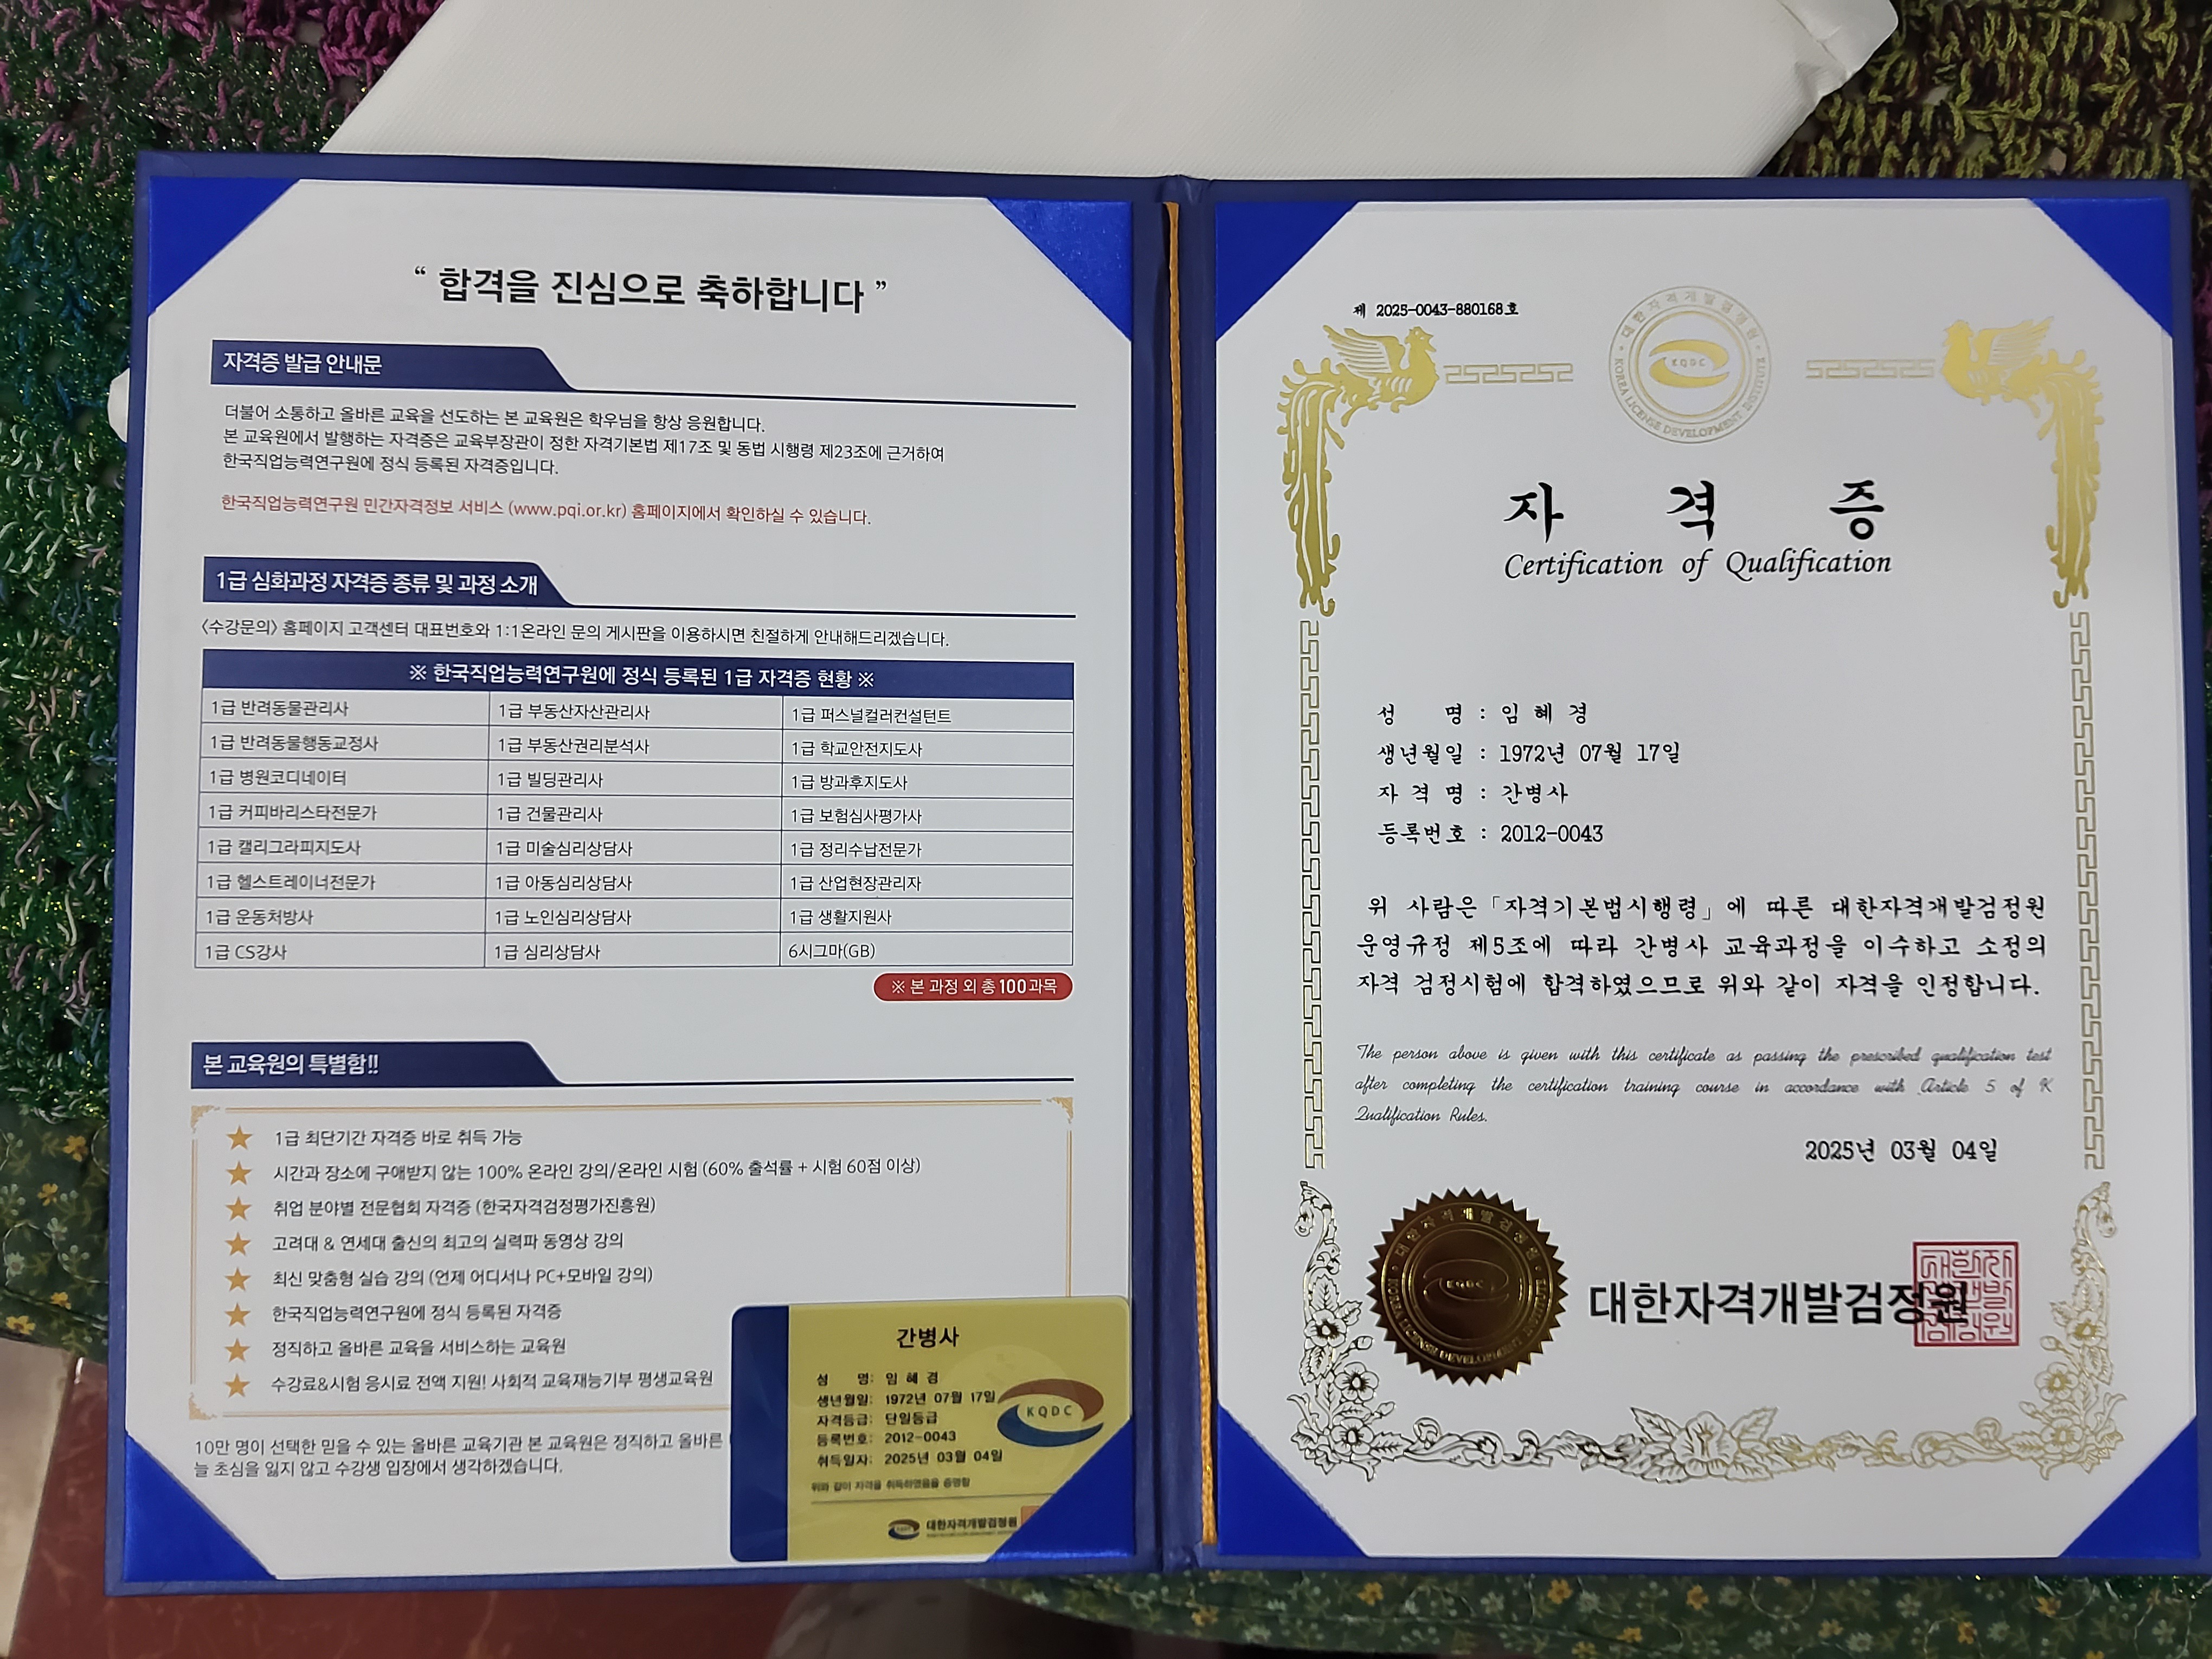 “ 합격을 진심으로 축하합니다 ”
자격증 발급 안내문
더불어 소통하고 올바른 교육을 선도하는 본 교육원은 학우님을 항상 응원합니다.
본 교육원에서 발행하는 자격증은 교육부장관이 정한 자격기본법 제17조 및 동법 시행령 제23조에 근거하여
한국직업능력연구원에 정식 등록된 자격증입니다.
한국직업능력연구원 민간자격정보 서비스 (www.pqi.or.kr) 홈페이지에서 확인하실 수 있습니다.
1급 심화과정 자격증 종류 및 과정 소개
〈수강문의〉 홈페이지 고객센터 대표번호와 1:1온라인 문의 게시판을 이용하시면 친절하게 안내해드리겠습니다.
※ 한국직업능력연구원에 정식 등록된 1급 자격증 현황 ※
1급 반려동물관리사 1급 부동산자산관리사 1급 퍼스널컬러컨설턴트
1급 반려동물행동교정사 1급 부동산권리분석사 1급 학교안전지도사
1급 병원코디네이터 1급 빌딩관리사 1급 방과후지도사
1급 커피바리스타전문가 1급 건물관리사 1급 보험심사평가사
1급 캘리그라피지도사 1급 미술심리상담사 1급 정리수납전문가
1급 헬스트레이너전문가 1급 아동심리상담사 1급 산업현장관리자
1급 운동처방사 1급 노인심리상담사 1급 생활지원사
1급 CS강사 1급 심리상담사 6시그마(GB)
※ 본 과정 외 총 100과목
본 교육원의 특별함!!
★ 1급 최단기간 자격증 바로 취득 가능
★ 시간과 장소에 구애받지 않는 100% 온라인 강의/온라인 시험 (60% 출석률 + 시험 60점 이상)
★ 취업 분야별 전문협회 자격증 (한국자격검정평가진흥원)
★ 고려대 & 연세대 출신의 최고의 실력파 동영상 강의
★ 최신 맞춤형 실습 강의 (언제 어디서나 PC+모바일 강의)
★ 한국직업능력연구원에 정식 등록된 자격증
★ 정직하고 올바른 교육을 서비스하는 교육원
★ 수강료&시험 응시료 전액 지원! 사회적 교육재능기부 평생교육원
10만 명이 선택한 믿을 수 있는 올바른 교육기관 본 교육원은 정직하고 올바른
늘 초심을 잃지 않고 수강생 입장에서 생각하겠습니다.
간병사
성 명: 임 혜 경
생년월일: 1972년 07월 17일
자격등급: 단일등급
등록번호: 2012-0043
취득일자: 2025년 03월 04일
위와 같이 자격을 취득하였음을 증명함
KQDC
대한자격개발검정원
제 2025-0043-880168호
대한자격개발검정원
KQDC
KOREA LICENSE DEVELOPMENT INSTITUTE
자 격 증
Certification of Qualification
성 명 : 임 혜 경
생년월일 : 1972년 07월 17일
자 격 명 : 간병사
등록번호 : 2012-0043
위 사람은 「자격기본법시행령」에 따른 대한자격개발검정원
운영규정 제5조에 따라 간병사 교육과정을 이수하고 소정의
자격 검정시험에 합격하였으므로 위와 같이 자격을 인정합니다.
The person above is given with this certificate as passing the prescribed qualification test
after completing the certification training course in accordance with Article 5 of K
Qualification Rules.
2025년 03월 04일
대한자격개발검정원
KQDC
대한자격개발검정원